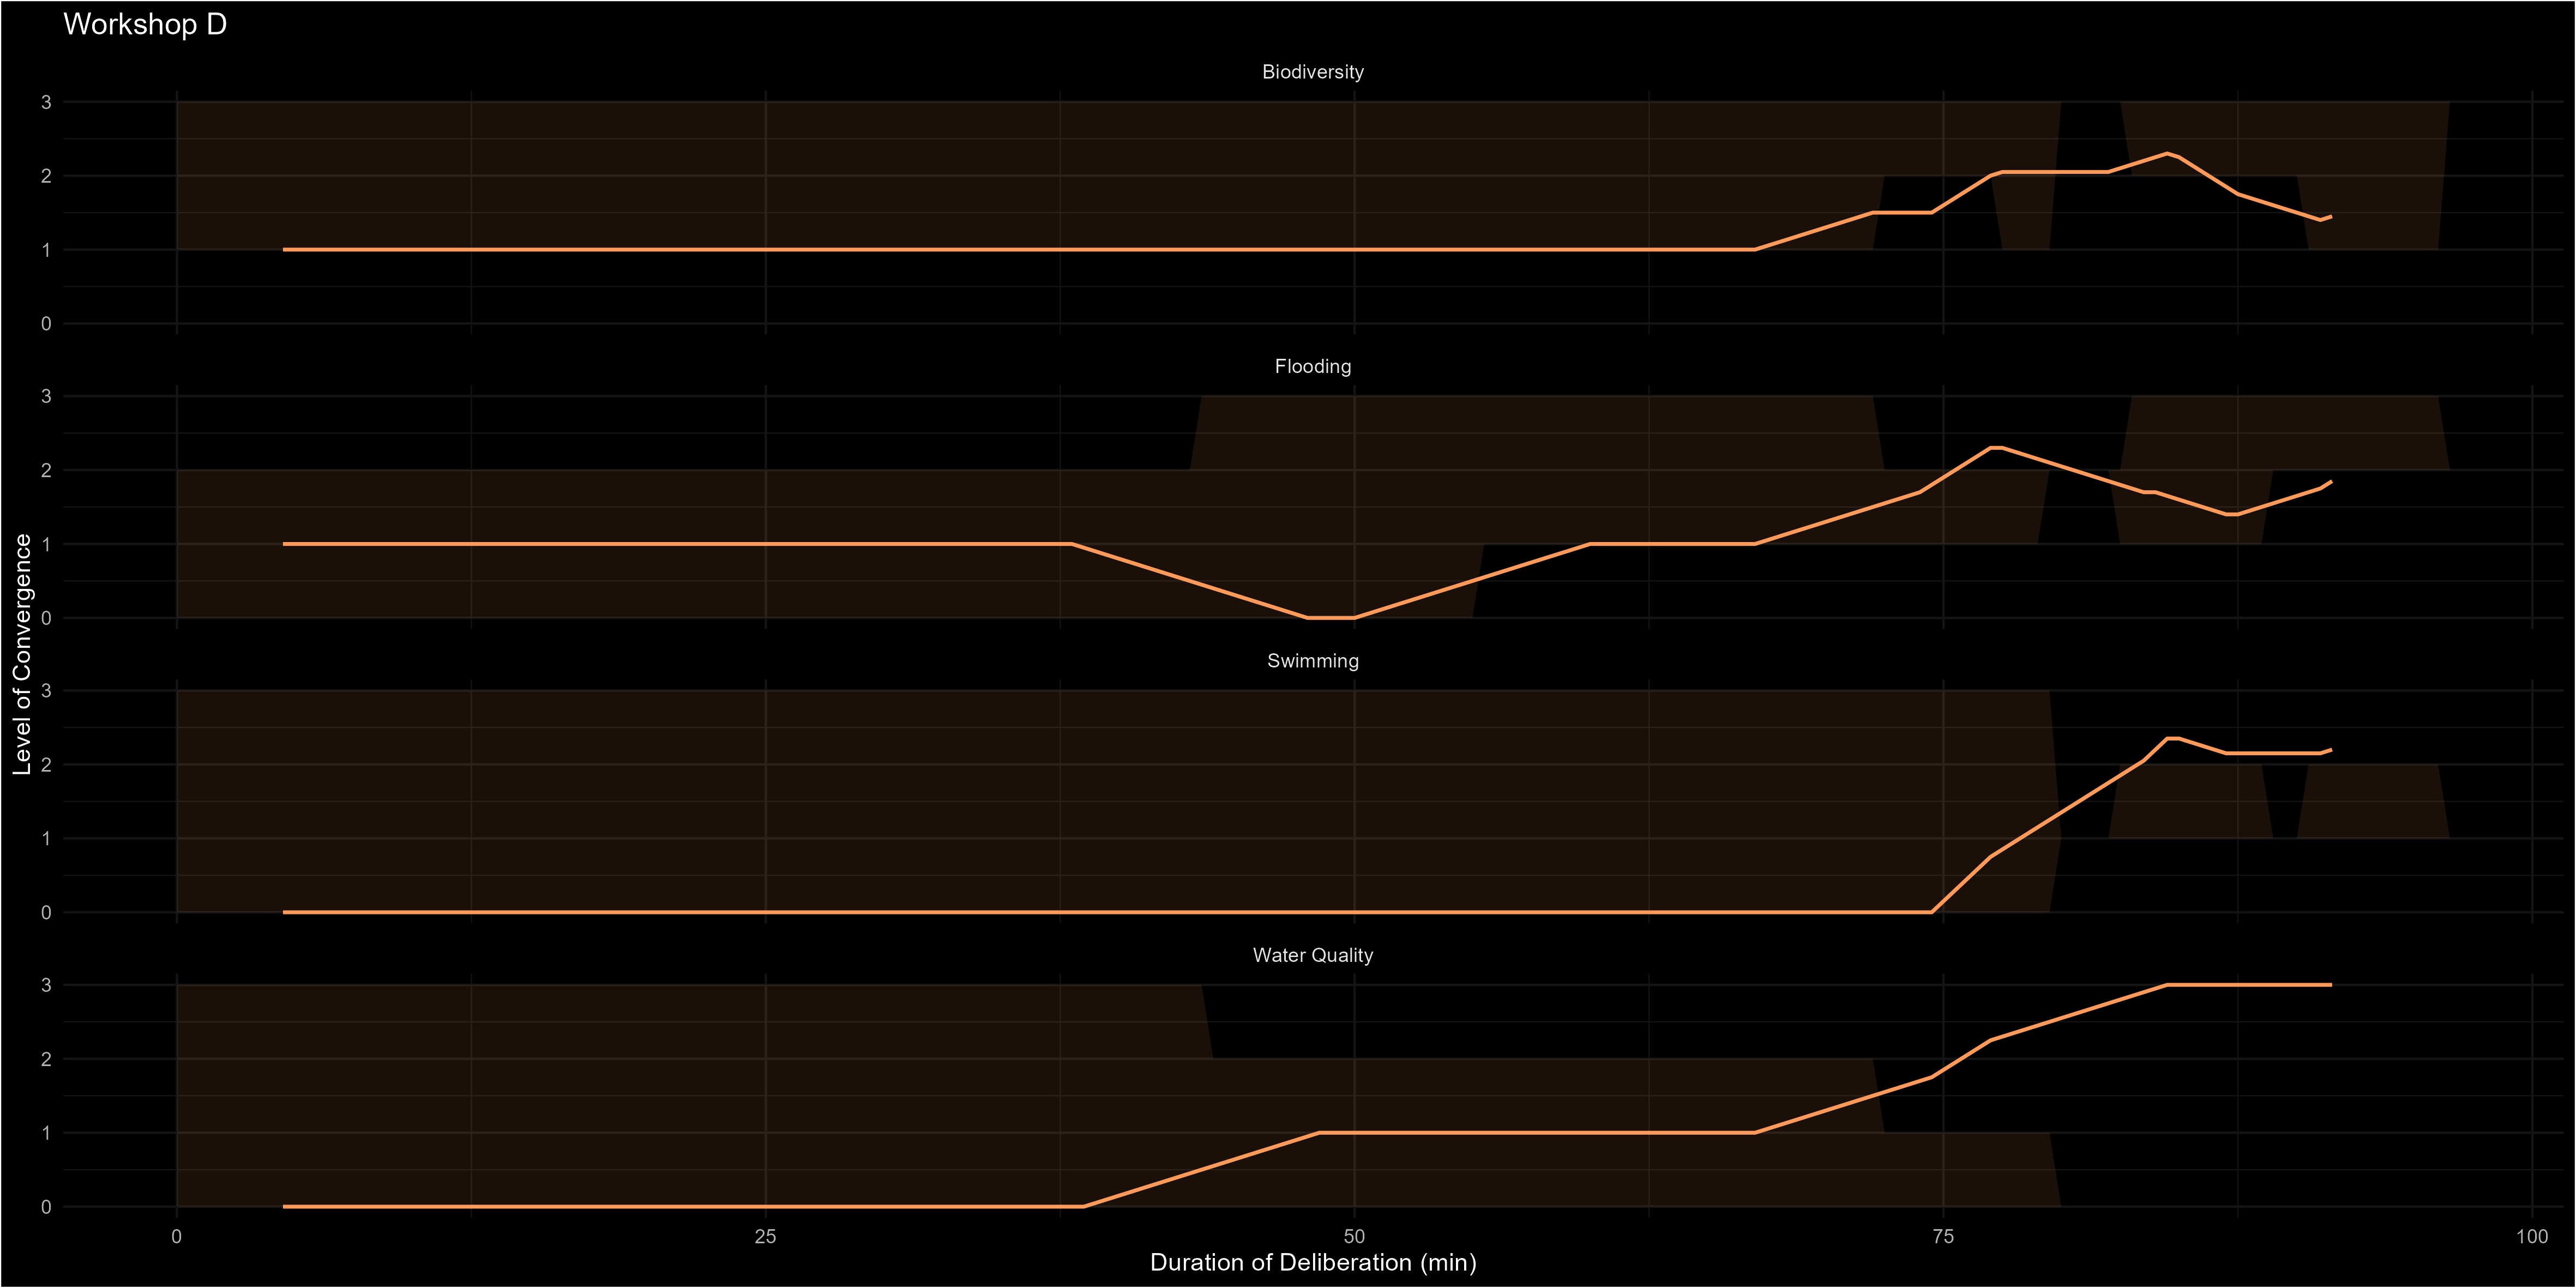 Workshop D
Biodiversity
3
2
1
0
Flooding
3
2
1
0
Level of Convergence
Swimming
3
2
1
0
Water Quality
3
2
1
0
0 25 50 75 100
Duration of Deliberation (min)